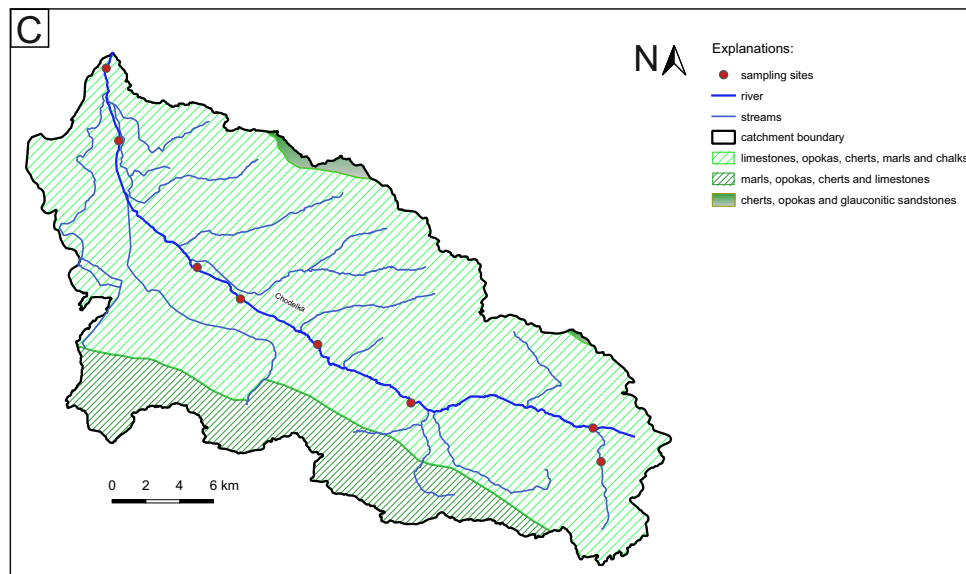 C
N
Explanations:
sampling sites
river
streams
catchment boundary
limestones, opokas, cherts, marls and chalks
marls, opokas, cherts and limestones
cherts, opokas and glauconitic sandstones
Chodelka
0 2 4 6 km